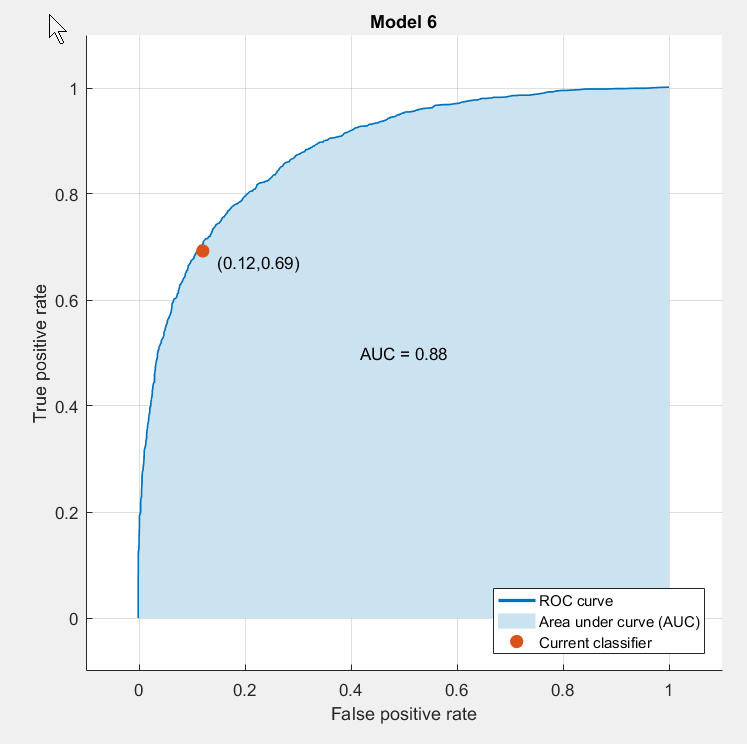 Model 6
1
0.8
0.6
0.4
0.2
0
True positive rate
(0.12,0.69)
AUC = 0.88
ROC curve
Area under curve (AUC)
Current classifier
0 0.2 0.4 0.6 0.8 1
False positive rate